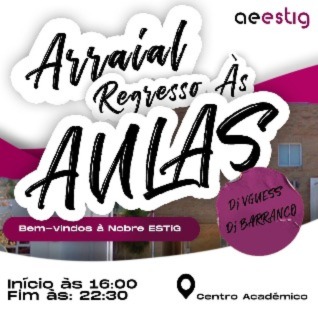 aeestig
Arraial
Regresso Às
AULAS
Bem-Vindos à Nobre ESTIG
Dj VGUESS
Dj BARRANCO
Início às 16:00
Fim às: 22:30
Centro Acadêmico